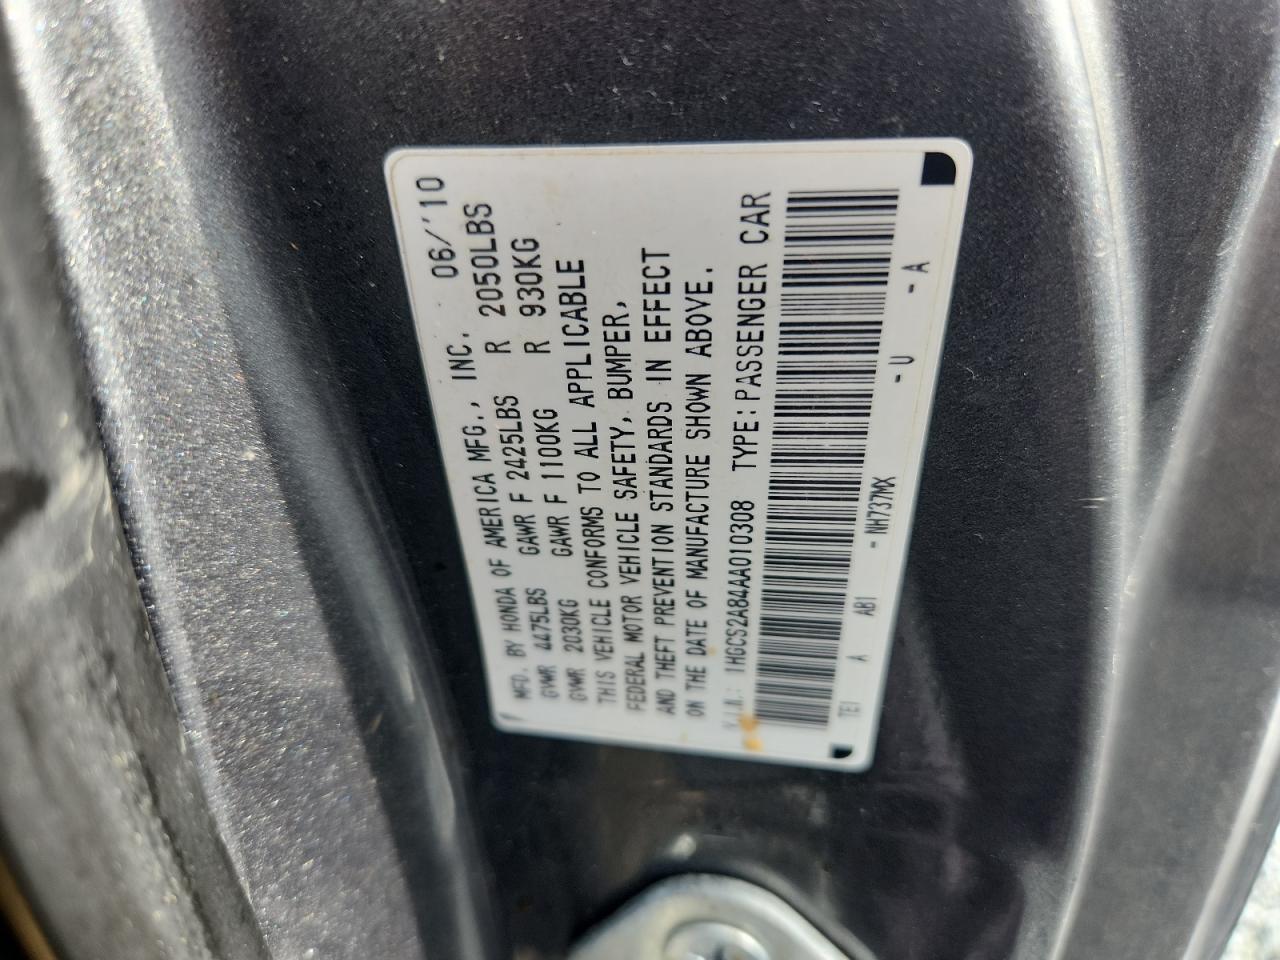 MFD. BY HONDA OF AMERICA MFG., INC. 06/'10
GVWR 4475LBS GAWR F 2425LBS R 2050LBS
GVWR 2030KG GAWR F 1100KG R 930KG
THIS VEHICLE CONFORMS TO ALL APPLICABLE
FEDERAL MOTOR VEHICLE SAFETY, BUMPER,
AND THEFT PREVENTION STANDARDS IN EFFECT
ON THE DATE OF MANUFACTURE SHOWN ABOVE.
V.I.N.: 1HGCS2A84AA010308 TYPE:PASSENGER CAR
TE1 A AB1 - NH737MX - U - A